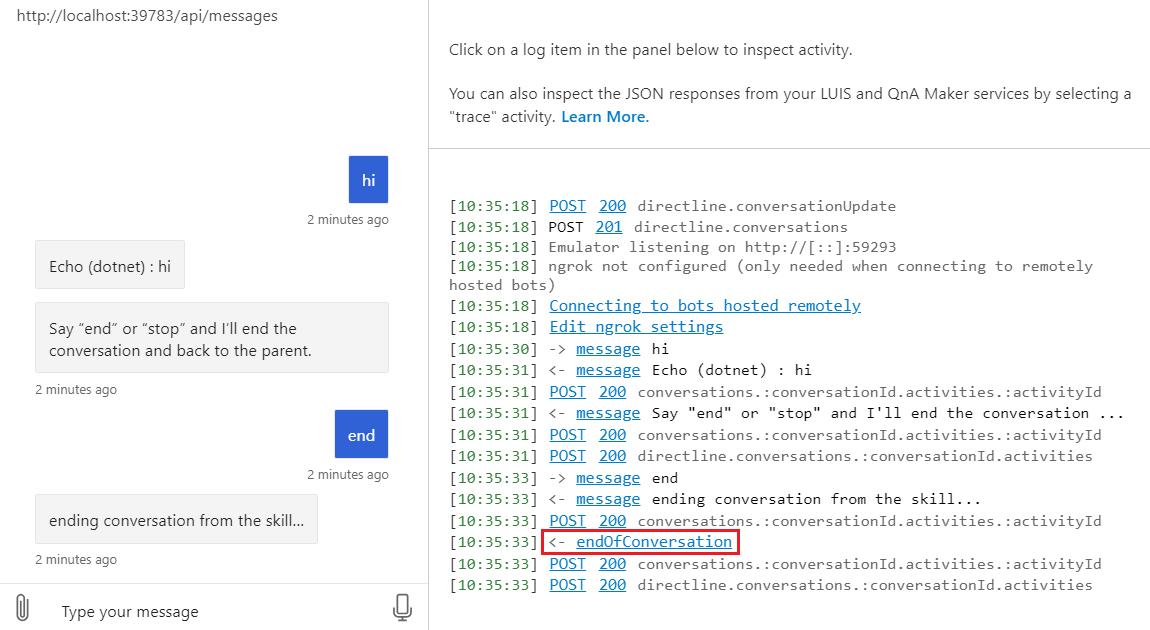 http://localhost:39783/api/messages
hi
2 minutes ago
Echo (dotnet) : hi
Say “end” or “stop” and I’ll end the
conversation and back to the parent.
2 minutes ago
end
2 minutes ago
ending conversation from the skill...
2 minutes ago
Type your message
Click on a log item in the panel below to inspect activity.
You can also inspect the JSON responses from your LUIS and QnA Maker services by selecting a
"trace" activity. Learn More.
[10:35:18] POST 200 directline.conversationUpdate
[10:35:18] POST 201 directline.conversations
[10:35:18] Emulator listening on http://[::]:59293
[10:35:18] ngrok not configured (only needed when connecting to remotely
hosted bots)
[10:35:18] Connecting to bots hosted remotely
[10:35:18] Edit ngrok settings
[10:35:30] -> message hi
[10:35:31] <- message Echo (dotnet) : hi
[10:35:31] POST 200 conversations.:conversationId.activities.:activityId
[10:35:31] <- message Say "end" or "stop" and I'll end the conversation ...
[10:35:31] POST 200 conversations.:conversationId.activities.:activityId
[10:35:31] POST 200 directline.conversations.:conversationId.activities
[10:35:33] -> message end
[10:35:33] <- message ending conversation from the skill...
[10:35:33] POST 200 conversations.:conversationId.activities.:activityId
[10:35:33] <- endOfConversation
[10:35:33] POST 200 conversations.:conversationId.activities.:activityId
[10:35:33] POST 200 directline.conversations.:conversationId.activities